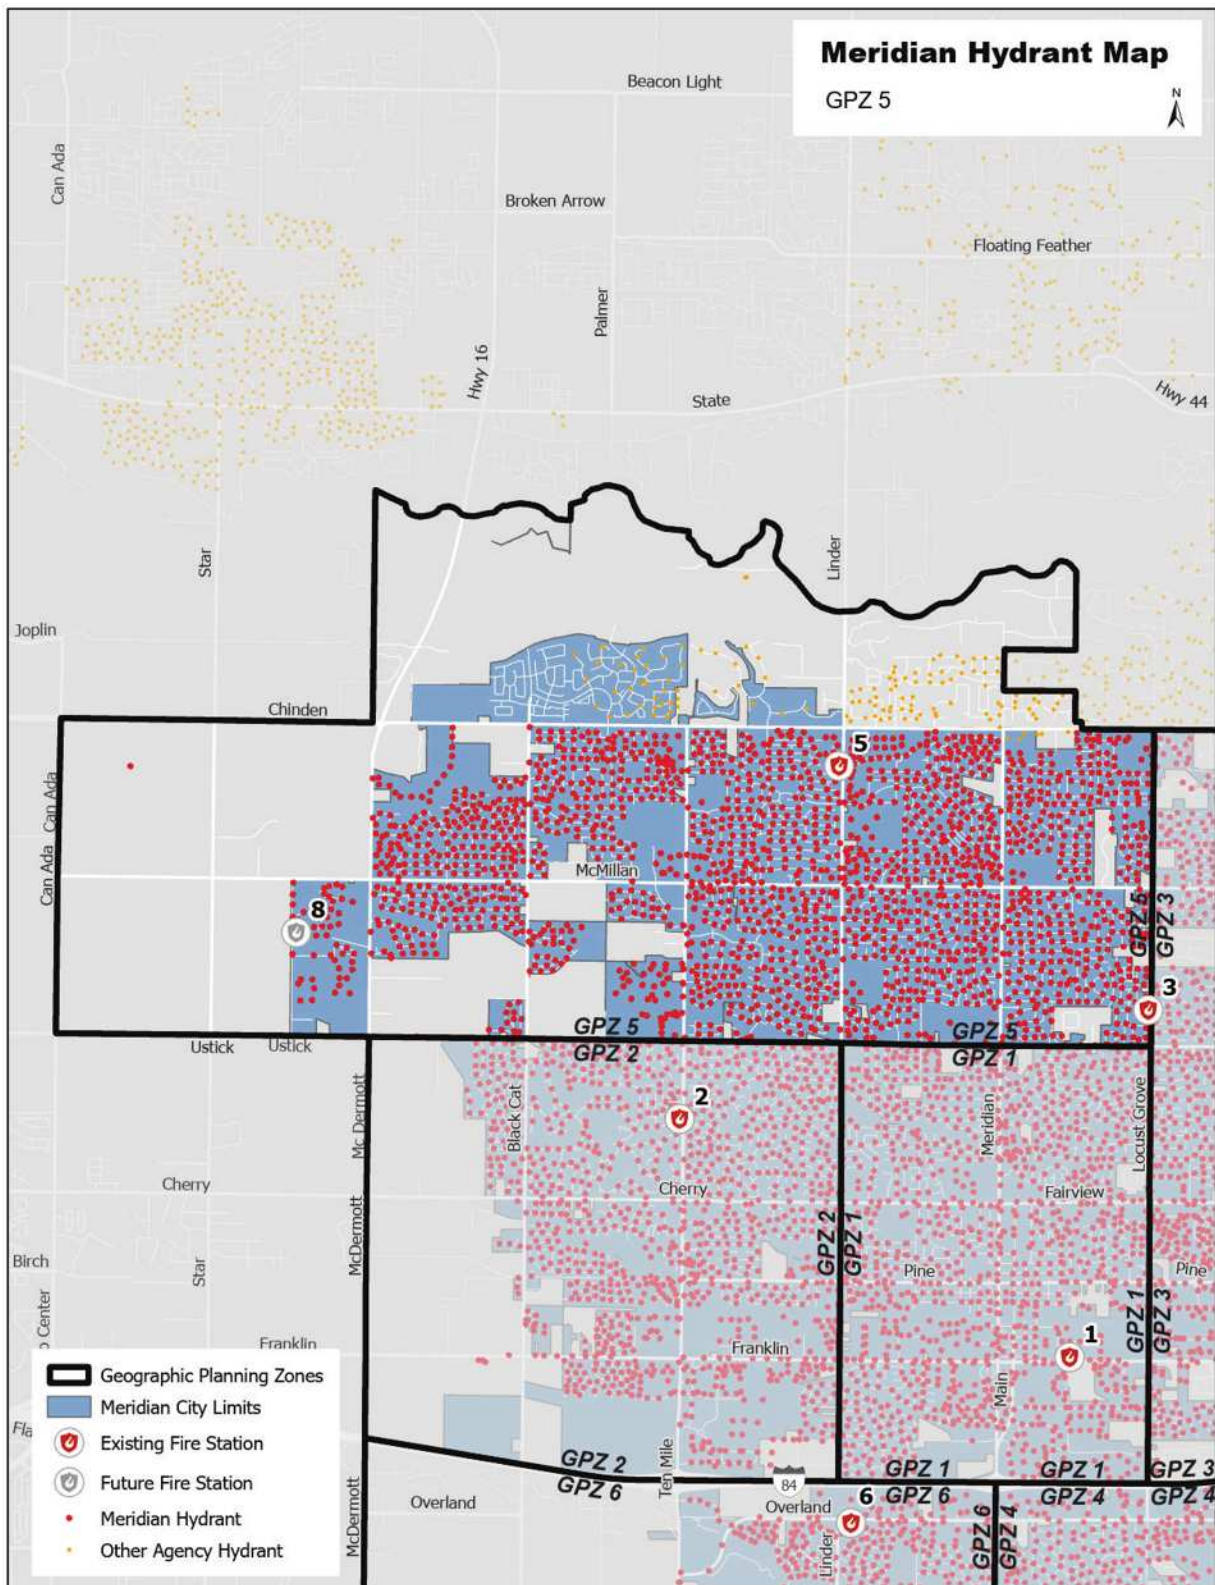 Meridian Hydrant Map
GPZ 5
N
Beacon Light
Can Ada
Broken Arrow
Floating Feather
Palmer
Hwy 16
State
Hwy 44
Star
Linder
Joplin
Chinden
5
Can Ada
Can Ada
McMillan
8
GPZ 5
GPZ 3
3
GPZ 5
GPZ 5
Ustick
Ustick
GPZ 2
GPZ 1
2
Mc Dermott
Black Cat
Meridian
Locust Grove
Cherry
Cherry
Fairview
McDermott
GPZ 2
GPZ 1
Birch
Star
Pine
Pine
GPZ 1
GPZ 3
Center
Franklin
Franklin
1
Main
Geographic Planning Zones
Meridian City Limits
Existing Fire Station
Future Fire Station
Meridian Hydrant
Other Agency Hydrant
Fla
GPZ 2
GPZ 6
Ten Mile
84
GPZ 1
GPZ 1
GPZ 3
GPZ 6
GPZ 4
GPZ 4
McDermott
Overland
Overland
6
Linder
GPZ 6
GPZ 4